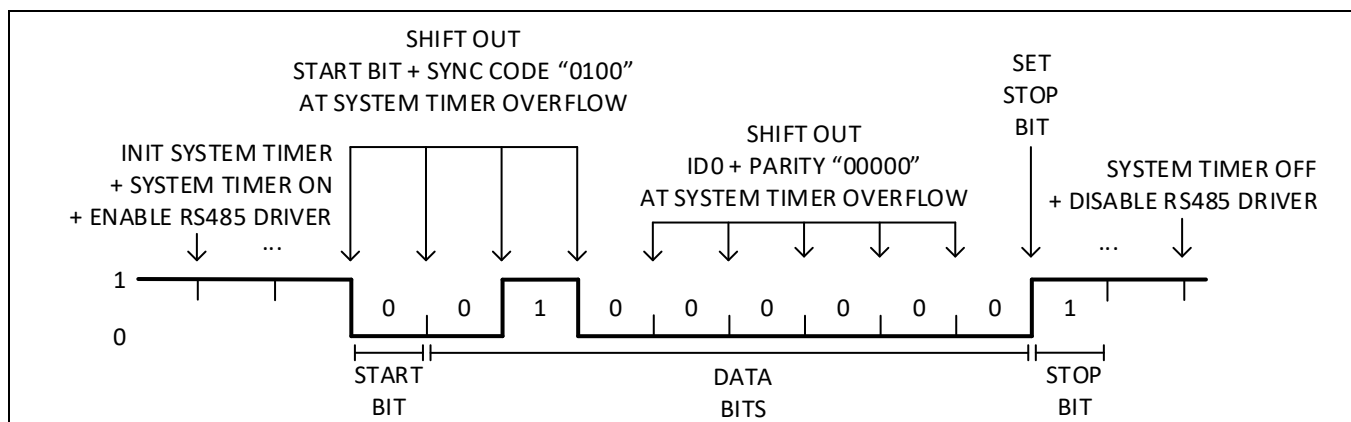 SHIFT OUT
START BIT + SYNC CODE “0100”
AT SYSTEM TIMER OVERFLOW
SET
STOP
BIT
SHIFT OUT
ID0 + PARITY “00000”
AT SYSTEM TIMER OVERFLOW
INIT SYSTEM TIMER
+ SYSTEM TIMER ON
+ ENABLE RS485 DRIVER
SYSTEM TIMER OFF
+ DISABLE RS485 DRIVER
... ...
1
0 0 1 0 0 0 0 0 0 1
0
START
BIT
DATA
BITS
STOP
BIT